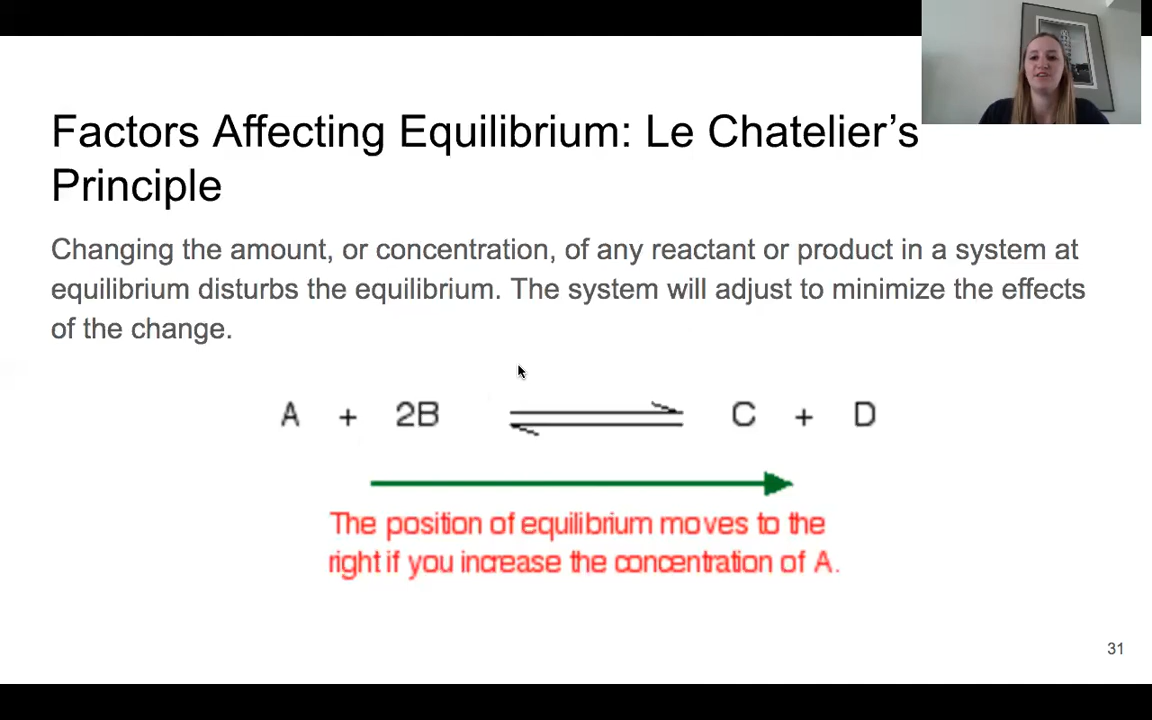 Factors Affecting Equilibrium: Le Chatelier’s
Principle
Changing the amount, or concentration, of any reactant or product in a system at
equilibrium disturbs the equilibrium. The system will adjust to minimize the effects
of the change.
A + 2B ⇌ C + D
The position of equilibrium moves to the
right if you increase the concentration of A.
31